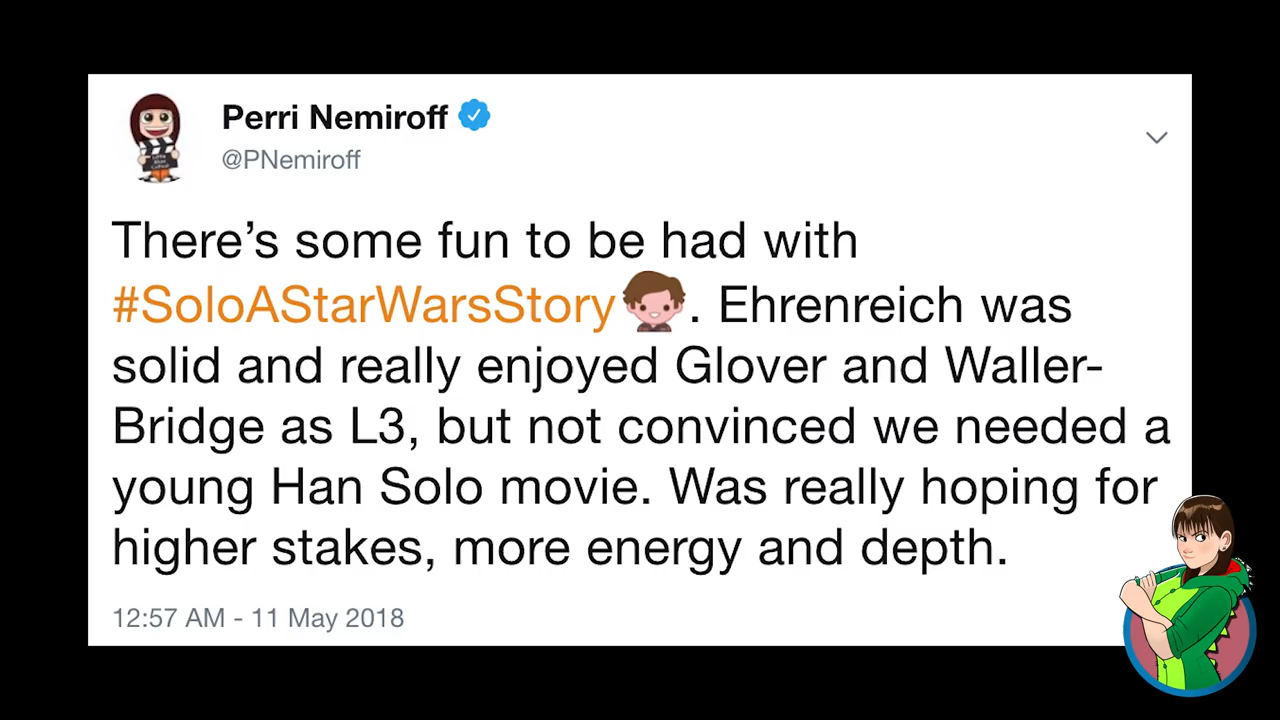 Perri Nemiroff
@PNemiroff
There’s some fun to be had with
#SoloAStarWarsStory. Ehrenreich was
solid and really enjoyed Glover and Waller-
Bridge as L3, but not convinced we needed a
young Han Solo movie. Was really hoping for
higher stakes, more energy and depth.
12:57 AM - 11 May 2018